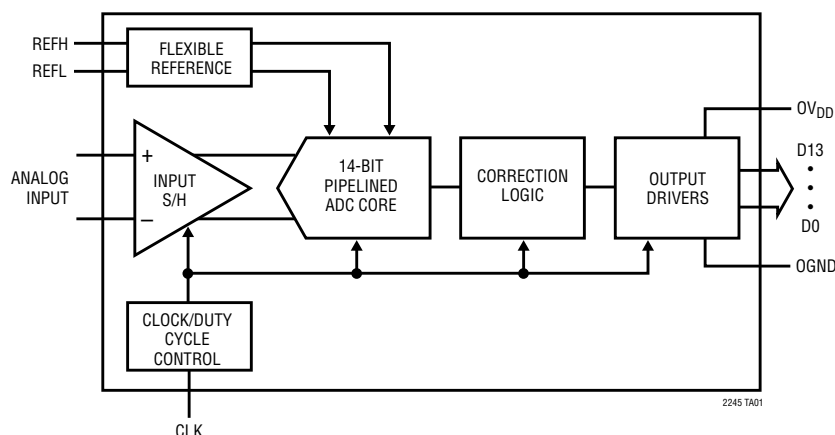 REFH
REFL
FLEXIBLE
REFERENCE
OVDD
D13
•
•
•
D0
OGND
ANALOG
INPUT
+
–
INPUT
S/H
14-BIT
PIPELINED
ADC CORE
CORRECTION
LOGIC
OUTPUT
DRIVERS
CLOCK/DUTY
CYCLE
CONTROL
CLK
2245 TA01